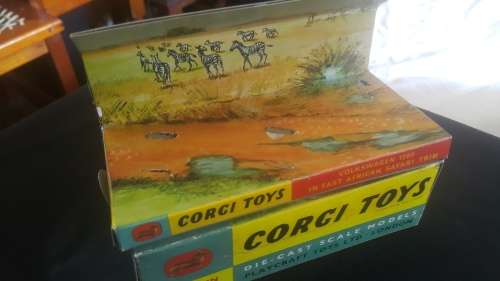 VOLKSWAGEN 1200
IN EAST AFRICAN SAFARI TRIM
CORGI TOYS
CORGI TOYS
DIE-CAST SCALE MODELS
PLAYCRAFT TOYS LTD. LONDON